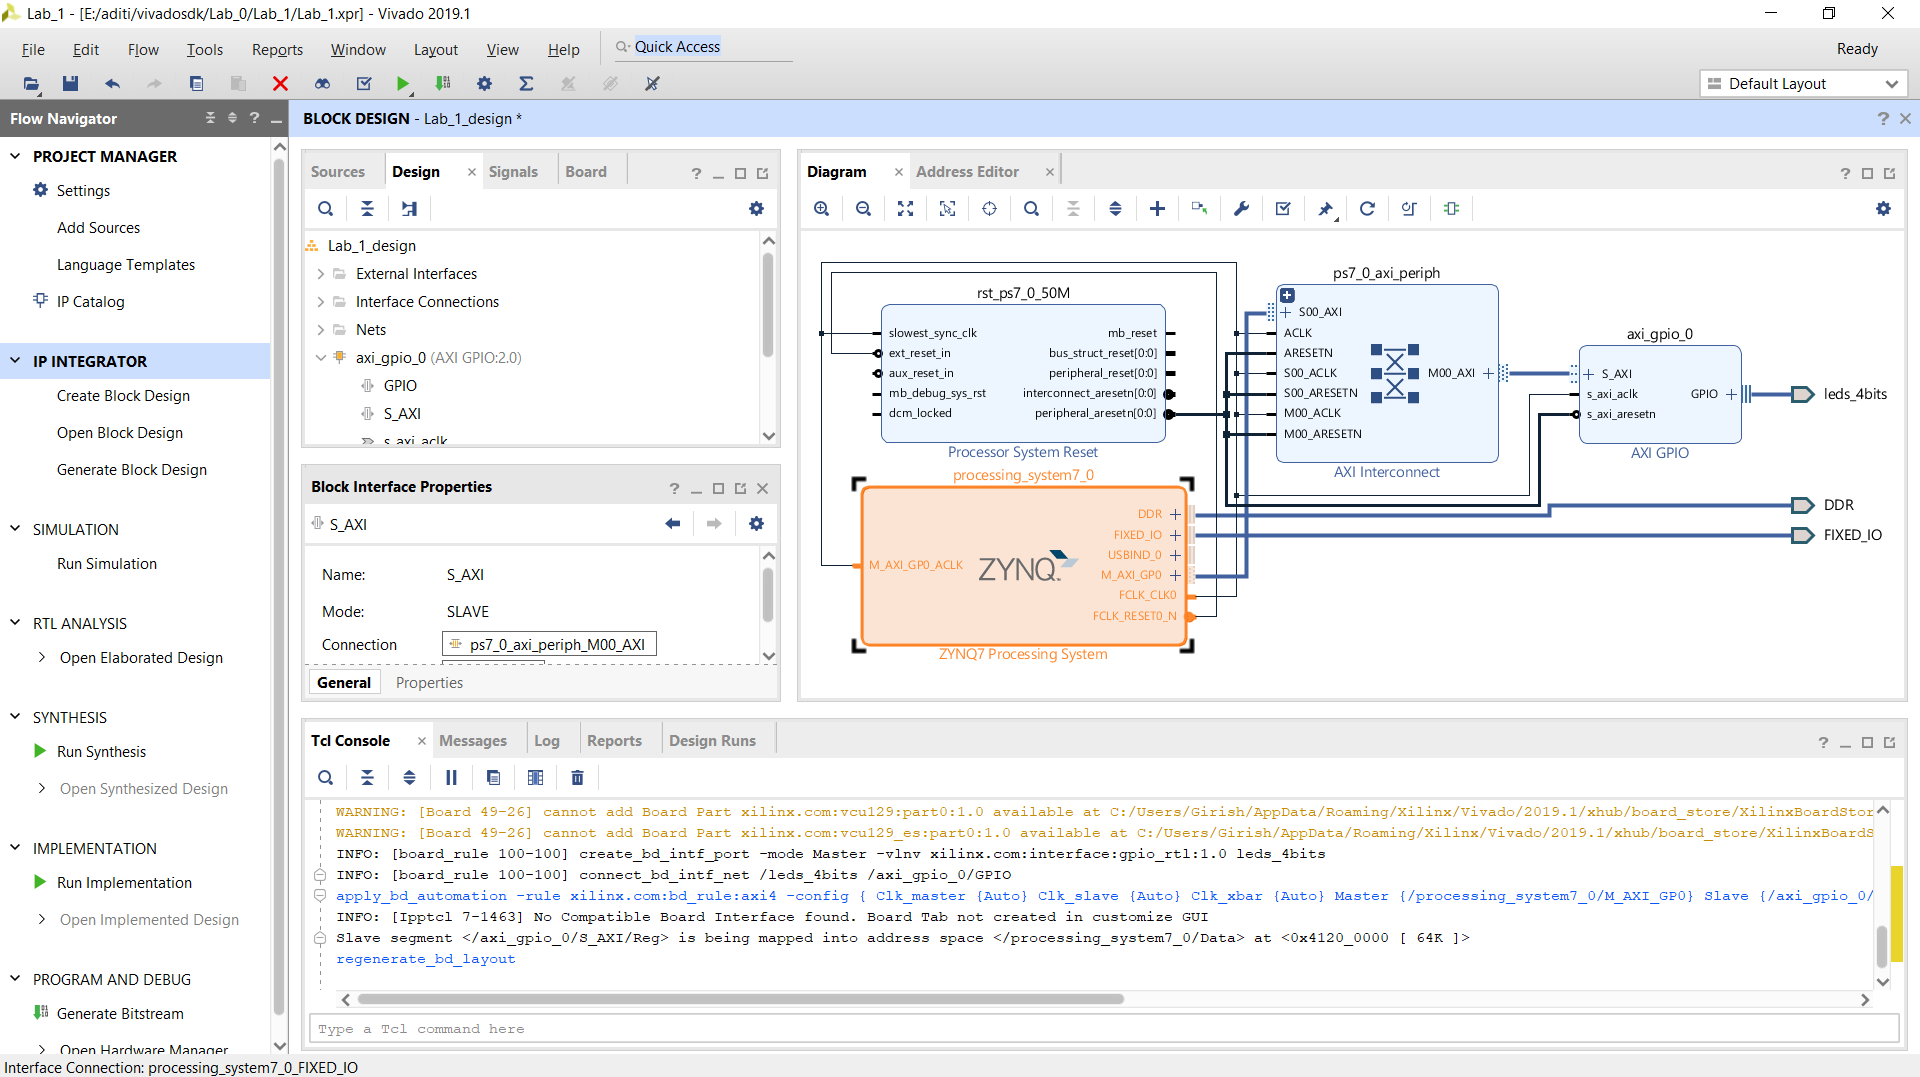 Lab_1 - [E:/aditi/vivadosdk/Lab_0/Lab_1/Lab_1.xpr] - Vivado 2019.1
File Edit Flow Tools Reports Window Layout View Help Quick Access
Ready
Default Layout
Flow Navigator
PROJECT MANAGER
Settings
Add Sources
Language Templates
IP Catalog
IP INTEGRATOR
Create Block Design
Open Block Design
Generate Block Design
SIMULATION
Run Simulation
RTL ANALYSIS
Open Elaborated Design
SYNTHESIS
Run Synthesis
Open Synthesized Design
IMPLEMENTATION
Run Implementation
Open Implemented Design
PROGRAM AND DEBUG
Generate Bitstream
Open Hardware Manager
BLOCK DESIGN - Lab_1_design *
Sources Design Signals Board
Lab_1_design
External Interfaces
Interface Connections
Nets
axi_gpio_0 (AXI GPIO:2.0)
GPIO
S_AXI
s_axi_aclk
Block Interface Properties
S_AXI
Name: S_AXI
Mode: SLAVE
Connection ps7_0_axi_periph_M00_AXI
General Properties
Diagram Address Editor
rst_ps7_0_50M
slowest_sync_clk mb_reset
ext_reset_in bus_struct_reset[0:0]
aux_reset_in peripheral_reset[0:0]
mb_debug_sys_rst interconnect_aresetn[0:0]
dcm_locked peripheral_aresetn[0:0]
Processor System Reset
processing_system7_0
DDR
FIXED_IO
USBIND_0
M_AXI_GP0_ACLK ZYNQ M_AXI_GP0
FCLK_CLK0
FCLK_RESET0_N
ZYNQ7 Processing System
ps7_0_axi_periph
S00_AXI
ACLK
ARESETN
S00_ACLK M00_AXI
S00_ARESETN
M00_ACLK
M00_ARESETN
AXI Interconnect
axi_gpio_0
S_AXI
s_axi_aclk GPIO
s_axi_aresetn
AXI GPIO
leds_4bits
DDR
FIXED_IO
Tcl Console Messages Log Reports Design Runs
WARNING: [Board 49-26] cannot add Board Part xilinx.com:vcu129:part0:1.0 available at C:/Users/Girish/AppData/Roaming/Xilinx/Vivado/2019.1/xhub/board_store/XilinxBoardStor
WARNING: [Board 49-26] cannot add Board Part xilinx.com:vcu129_es:part0:1.0 available at C:/Users/Girish/AppData/Roaming/Xilinx/Vivado/2019.1/xhub/board_store/XilinxBoardS
INFO: [board_rule 100-100] create_bd_intf_port -mode Master -vlnv xilinx.com:interface:gpio_rtl:1.0 leds_4bits
INFO: [board_rule 100-100] connect_bd_intf_net /leds_4bits /axi_gpio_0/GPIO
apply_bd_automation -rule xilinx.com:bd_rule:axi4 -config { Clk_master {Auto} Clk_slave {Auto} Clk_xbar {Auto} Master {/processing_system7_0/M_AXI_GP0} Slave {/axi_gpio_0/
INFO: [Ipptcl 7-1463] No Compatible Board Interface found. Board Tab not created in customize GUI
Slave segment </axi_gpio_0/S_AXI/Reg> is being mapped into address space </processing_system7_0/Data> at <0x4120_0000 [ 64K ]>
regenerate_bd_layout
Type a Tcl command here
Interface Connection: processing_system7_0_FIXED_IO